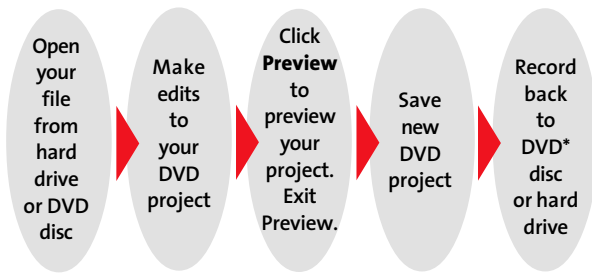 Open
your
file
from
hard
drive
or DVD
disc
Make
edits
to
your
DVD
project
Click
Preview
to
preview
your
project.
Exit
Preview.
Save
new
DVD
project
Record
back
to
DVD*
disc
or hard
drive